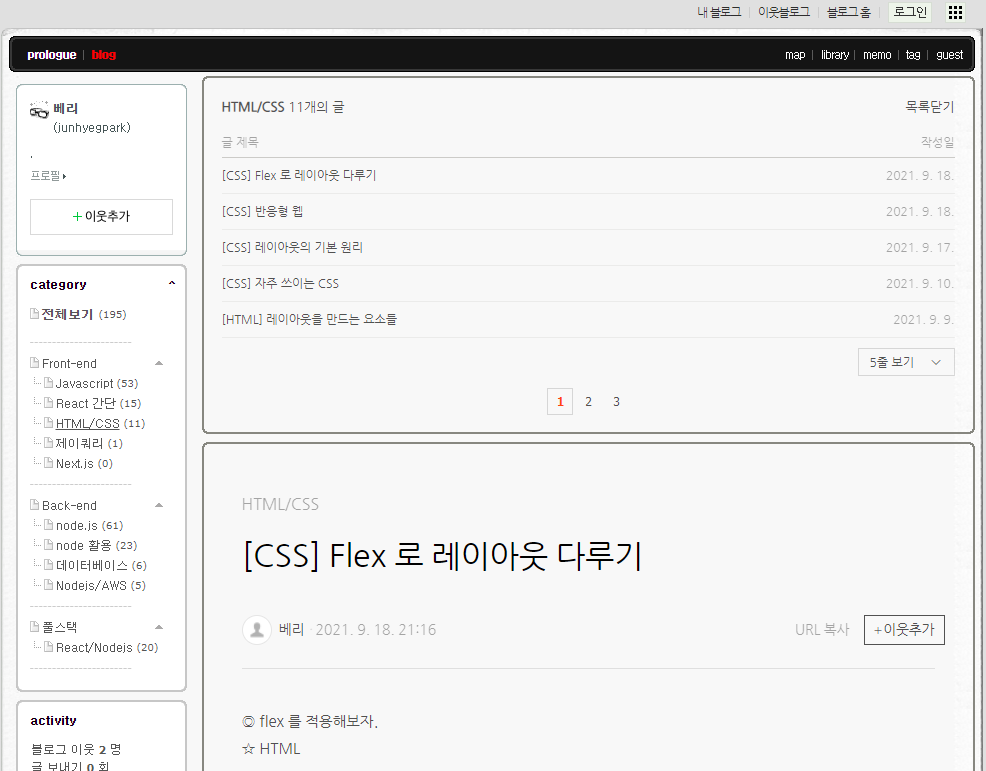 내 블로그 이웃블로그 블로그 홈 로그인
prologue blog
map library memo tag guest
베리
(junhyegpark)
.
프로필
+ 이웃추가
category
전체보기 (195)
Front-end
Javascript (53)
React 간단 (15)
HTML/CSS (11)
제이쿼리 (1)
Next.js (0)
Back-end
node.js (61)
node 활용 (23)
데이터베이스 (6)
Nodejs/AWS (5)
풀스택
React/Nodejs (20)
activity
블로그 이웃 2 명
글 보내기 0 회
HTML/CSS 11개의 글 목록닫기
글 제목 작성일
[CSS] Flex 로 레이아웃 다루기 2021. 9. 18.
[CSS] 반응형 웹 2021. 9. 18.
[CSS] 레이아웃의 기본 원리 2021. 9. 17.
[CSS] 자주 쓰이는 CSS 2021. 9. 10.
[HTML] 레이아웃을 만드는 요소들 2021. 9. 9.
5줄 보기
1 2 3
HTML/CSS
[CSS] Flex 로 레이아웃 다루기
베리 · 2021. 9. 18. 21:16 URL 복사 +이웃추가
◎ flex 를 적용해보자.
☆ HTML